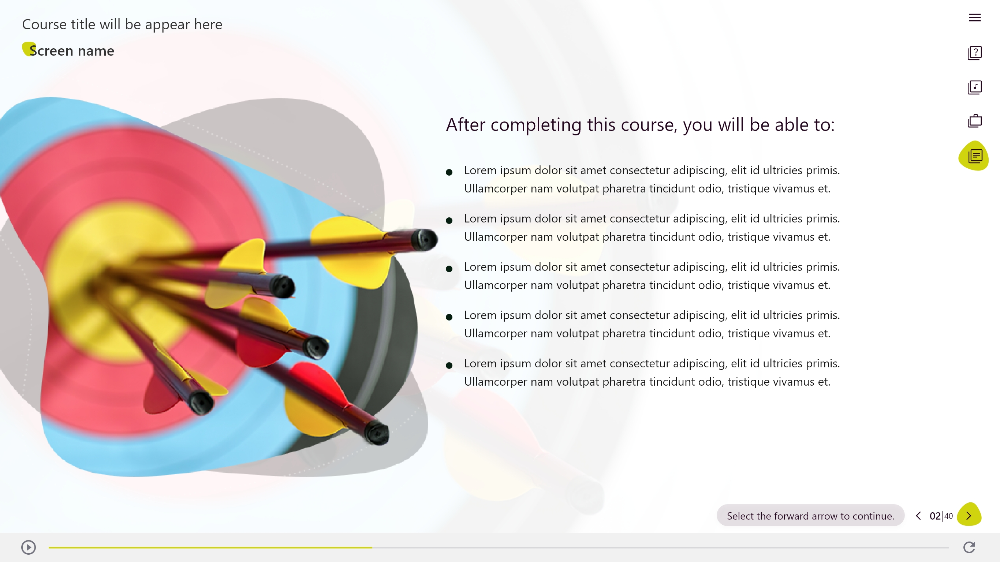 Course title will be appear here
Screen name
After completing this course, you will be able to:
Lorem ipsum dolor sit amet consectetur adipiscing, elit id ultricies primis.
Ullamcorper nam volutpat pharetra tincidunt odio, tristique vivamus et.
Lorem ipsum dolor sit amet consectetur adipiscing, elit id ultricies primis.
Ullamcorper nam volutpat pharetra tincidunt odio, tristique vivamus et.
Lorem ipsum dolor sit amet consectetur adipiscing, elit id ultricies primis.
Ullamcorper nam volutpat pharetra tincidunt odio, tristique vivamus et.
Lorem ipsum dolor sit amet consectetur adipiscing, elit id ultricies primis.
Ullamcorper nam volutpat pharetra tincidunt odio, tristique vivamus et.
Lorem ipsum dolor sit amet consectetur adipiscing, elit id ultricies primis.
Ullamcorper nam volutpat pharetra tincidunt odio, tristique vivamus et.
Select the forward arrow to continue.
02|40